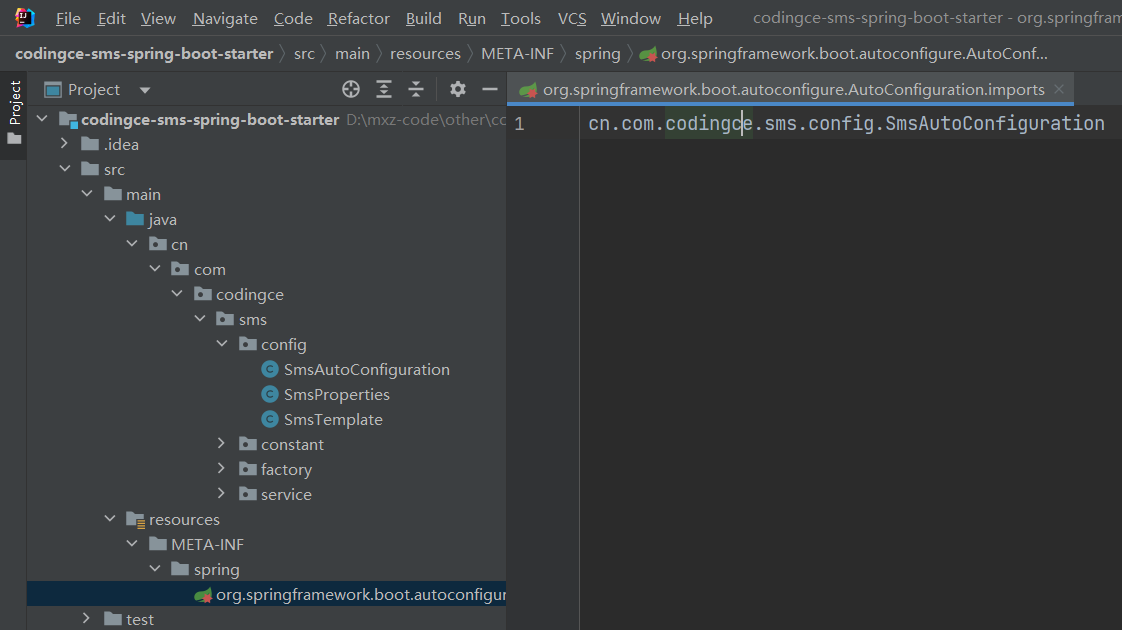 File Edit View Navigate Code Refactor Build Run Tools VCS Window Help codingce-sms-spring-boot-starter - org.springfram
codingce-sms-spring-boot-starter src main resources META-INF spring org.springframework.boot.autoconfigure.AutoConf...
Project
Project
org.springframework.boot.autoconfigure.AutoConfiguration.imports
codingce-sms-spring-boot-starter D:\mxz-code\other\co
1 cn.com.codingce.sms.config.SmsAutoConfiguration
.idea
src
main
java
cn
com
codingce
sms
config
SmsAutoConfiguration
SmsProperties
SmsTemplate
constant
factory
service
resources
META-INF
spring
org.springframework.boot.autoconfigur
test